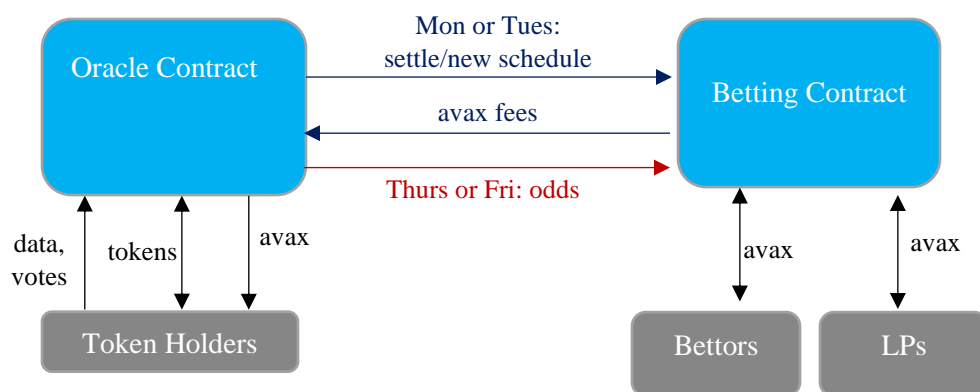 Oracle Contract
Mon or Tues:
settle/new schedule
avax fees
Thurs or Fri: odds
Betting Contract
data,
votes
tokens
avax
avax
avax
Token Holders
Bettors
LPs